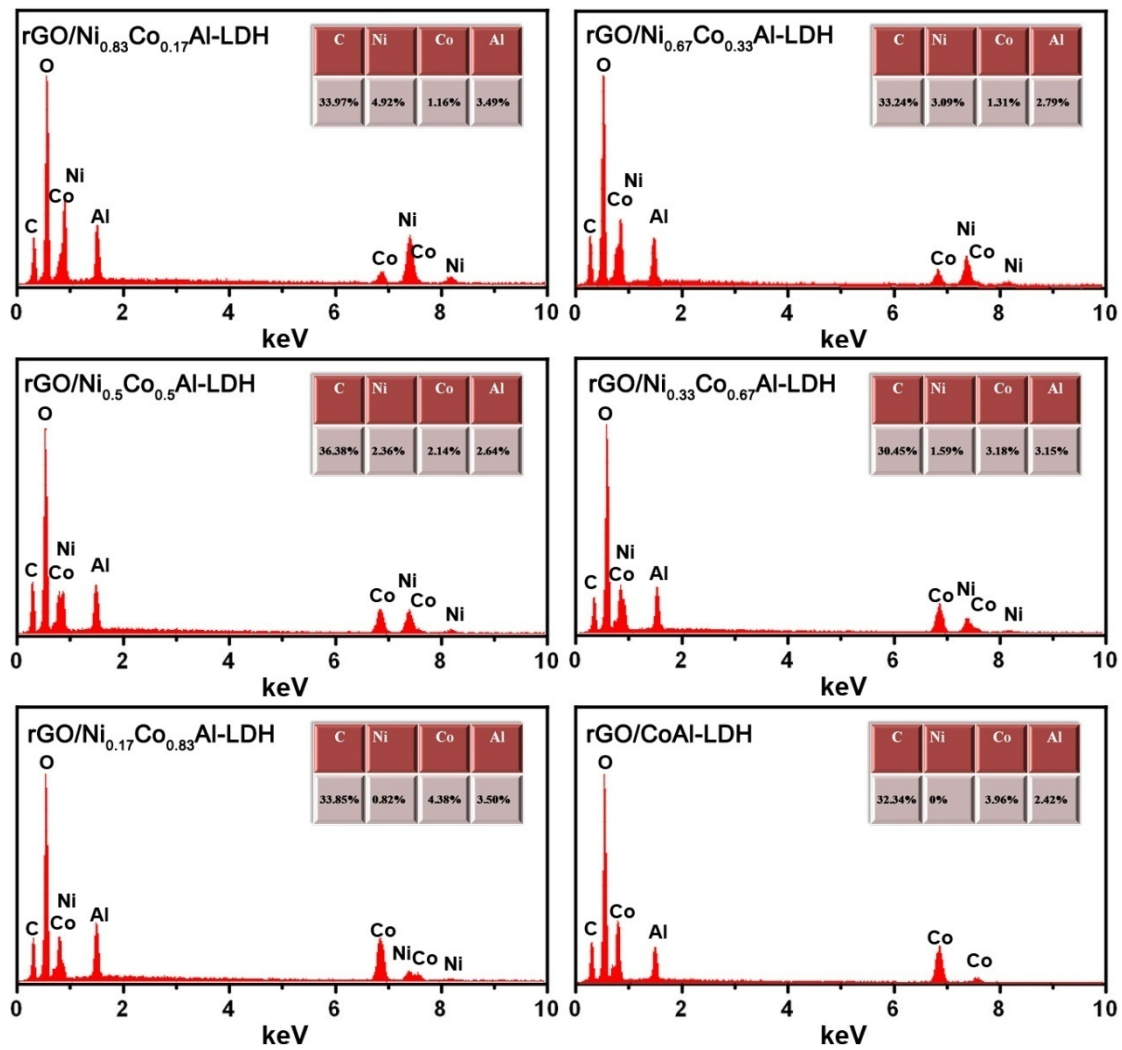 rGO/Ni0.83Co0.17Al-LDH
C Ni Co Al
33.97% 4.92% 1.16% 3.49%
O
Ni
Co
C
Al
Ni
Co
Co
Ni
0 2 4 6 8 10
keV
rGO/Ni0.67Co0.33Al-LDH
C Ni Co Al
33.24% 3.09% 1.31% 2.79%
O
Ni
Co
C
Al
Ni
Co
Co
Ni
0 2 4 6 8 10
keV
rGO/Ni0.5Co0.5Al-LDH
C Ni Co Al
36.38% 2.36% 2.14% 2.64%
O
Ni
Co
C
Al
Ni
Co
Co
Ni
0 2 4 6 8 10
keV
rGO/Ni0.33Co0.67Al-LDH
C Ni Co Al
30.45% 1.59% 3.18% 3.15%
O
Ni
Co
C
Al
Co
Ni
Co
Ni
0 2 4 6 8 10
keV
rGO/Ni0.17Co0.83Al-LDH
C Ni Co Al
33.85% 0.82% 4.38% 3.50%
O
Ni
Co
C
Al
Co
Ni
Co
Ni
0 2 4 6 8 10
keV
rGO/CoAl-LDH
C Ni Co Al
32.34% 0% 3.96% 2.42%
O
C
Co
Al
Co
Co
0 2 4 6 8 10
keV